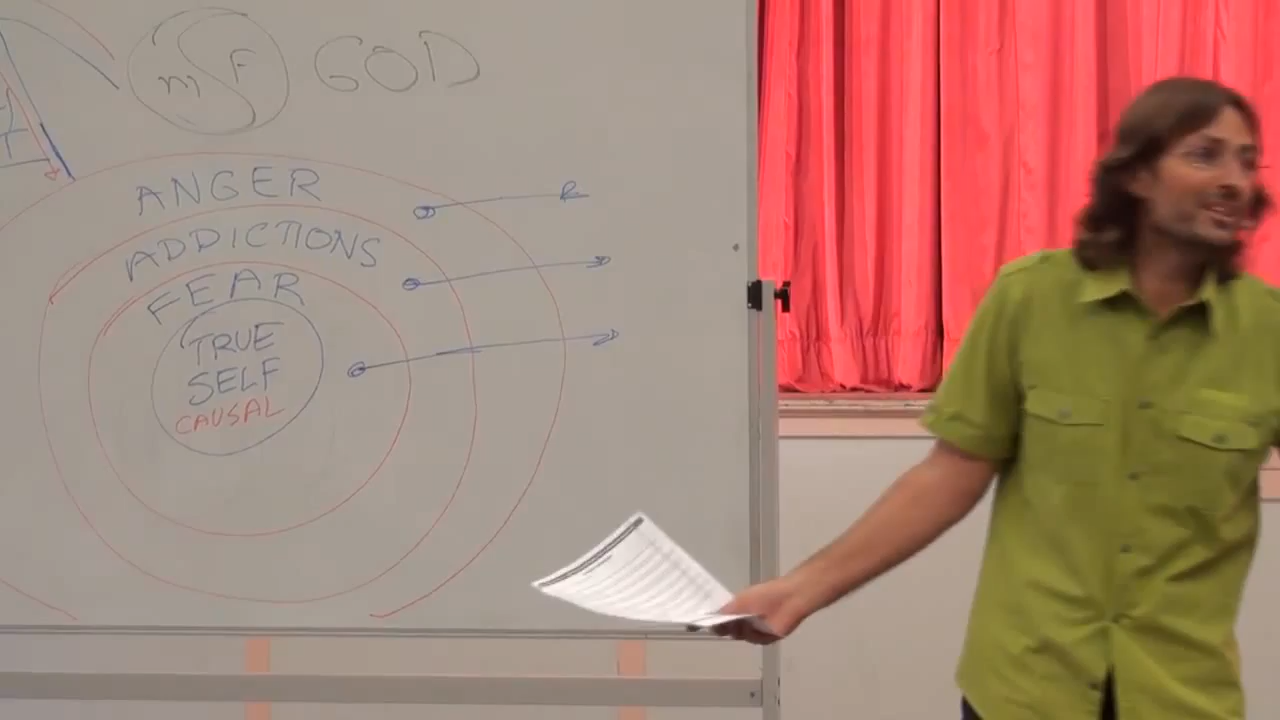 m F GOD
ANGER
ADDICTIONS
FEAR
TRUE
SELF
CAUSAL